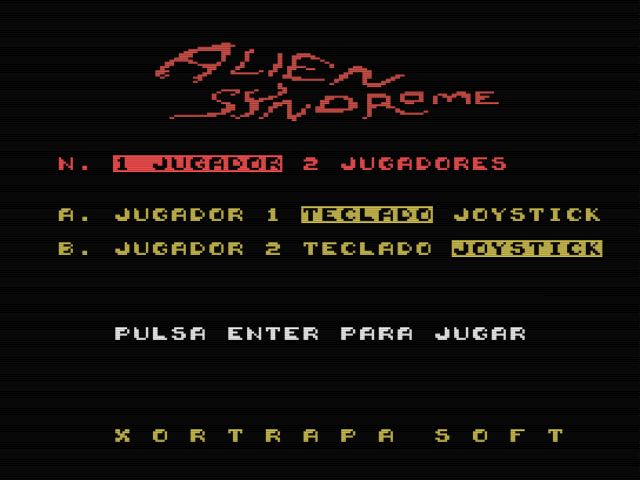 ALIEN
SYNDROME
N. 1 JUGADOR 2 JUGADORES
A. JUGADOR 1 TECLADO JOYSTICK
B. JUGADOR 2 TECLADO JOYSTICK
PULSA ENTER PARA JUGAR
X O R T R A P A S O F T